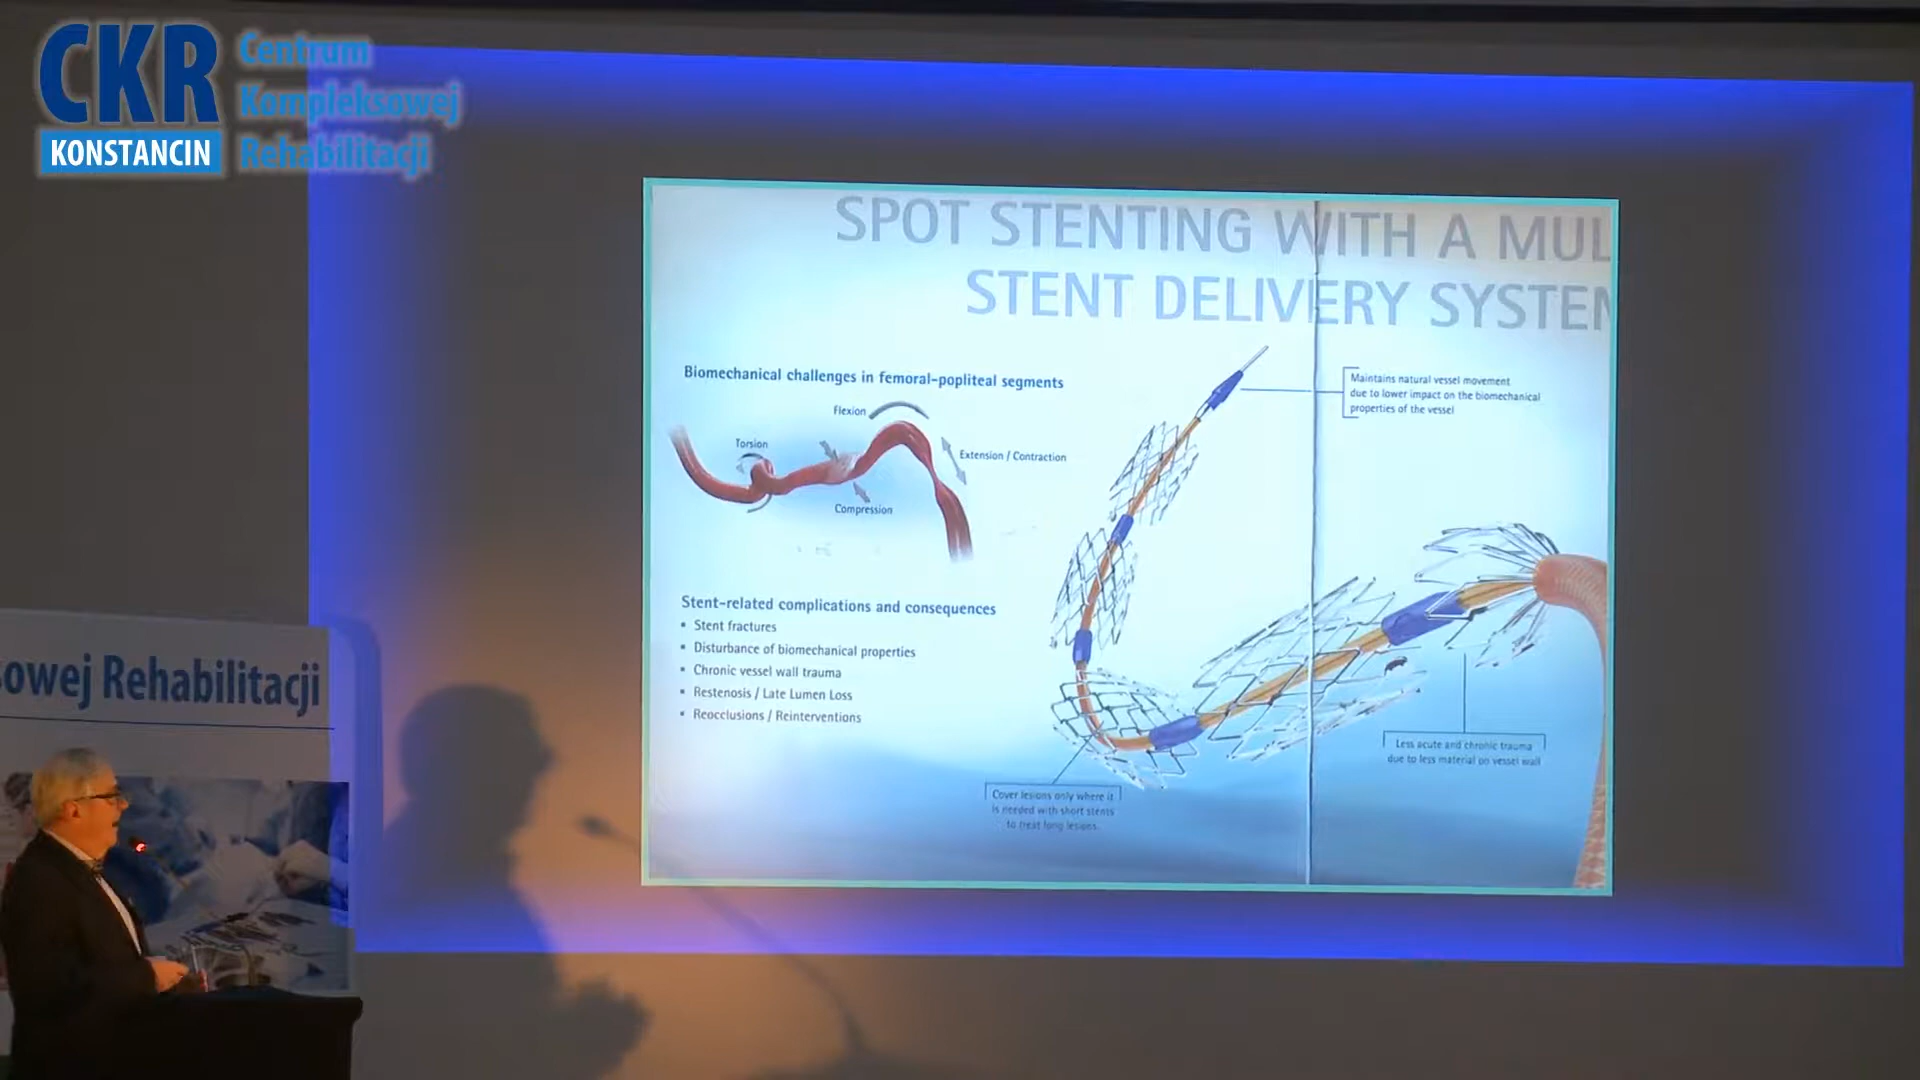 CKR
KONSTANCIN
Centrum
Kompleksowej
Rehabilitacji
SPOT STENTING WITH A MUL
STENT DELIVERY SYSTEM
Biomechanical challenges in femoral-popliteal segments
Flexion
Torsion
Extension / Contraction
Compression
Maintains natural vessel movement
due to lower impact on the biomechanical
properties of the vessel
Stent-related complications and consequences
▪ Stent fractures
▪ Disturbance of biomechanical properties
▪ Chronic vessel wall trauma
▪ Restenosis / Late Lumen Loss
▪ Reocclusions / Reinterventions
Less acute and chronic trauma
due to less material on vessel wall
Cover lesions only where it
is needed with short stents
to treat long lesions.
sowej Rehabilitacji